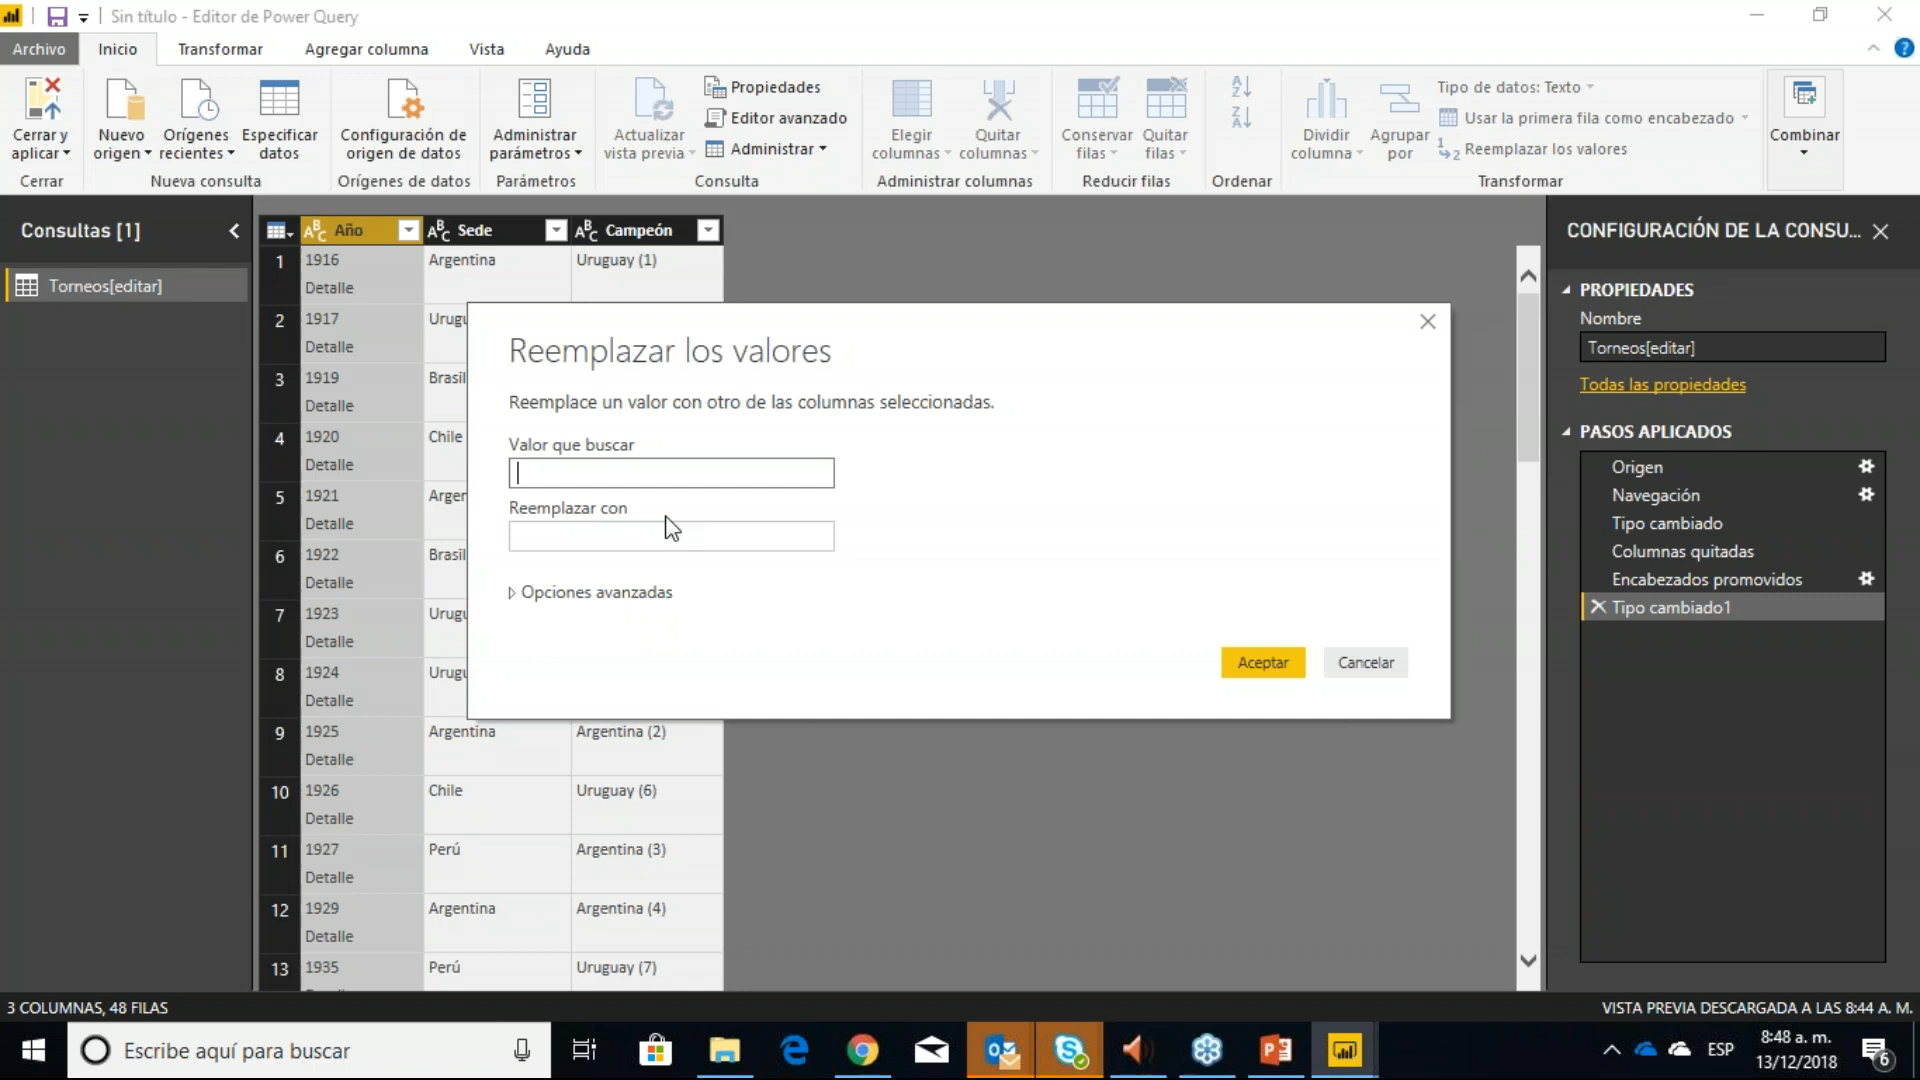 Sin título - Editor de Power Query
Archivo
Inicio
Transformar
Agregar columna
Vista
Ayuda
Cerrar y
aplicar
Nuevo
origen
Orígenes
recientes
Especificar
datos
Configuración de
origen de datos
Administrar
parámetros
Actualizar
vista previa
Propiedades
Editor avanzado
Administrar
Elegir
columnas
Quitar
columnas
Conservar
filas
Quitar
filas
Dividir
columna
Agrupar
por
Tipo de datos: Texto
Usar la primera fila como encabezado
Reemplazar los valores
Combinar
Cerrar
Nueva consulta
Orígenes de datos
Parámetros
Consulta
Administrar columnas
Reducir filas
Ordenar
Transformar
Consultas [1]
Torneos[editar]
Año
Sede
Campeón
1 1916 Argentina Uruguay (1)
Detalle
2 1917 Urugu
Detalle
3 1919 Brasil
Detalle
4 1920 Chile
Detalle
5 1921 Argen
Detalle
6 1922 Brasil
Detalle
7 1923 Urugu
Detalle
8 1924 Urugu
Detalle
9 1925 Argentina Argentina (2)
Detalle
10 1926 Chile Uruguay (6)
Detalle
11 1927 Perú Argentina (3)
Detalle
12 1929 Argentina Argentina (4)
Detalle
13 1935 Perú Uruguay (7)
Reemplazar los valores
Reemplace un valor con otro de las columnas seleccionadas.
Valor que buscar
Reemplazar con
Opciones avanzadas
Aceptar
Cancelar
CONFIGURACIÓN DE LA CONSU...
PROPIEDADES
Nombre
Torneos[editar]
Todas las propiedades
PASOS APLICADOS
Origen
Navegación
Tipo cambiado
Columnas quitadas
Encabezados promovidos
Tipo cambiado1
3 COLUMNAS, 48 FILAS
VISTA PREVIA DESCARGADA A LAS 8:44 A. M.
Escribe aquí para buscar
ESP
8:48 a. m.
13/12/2018
6